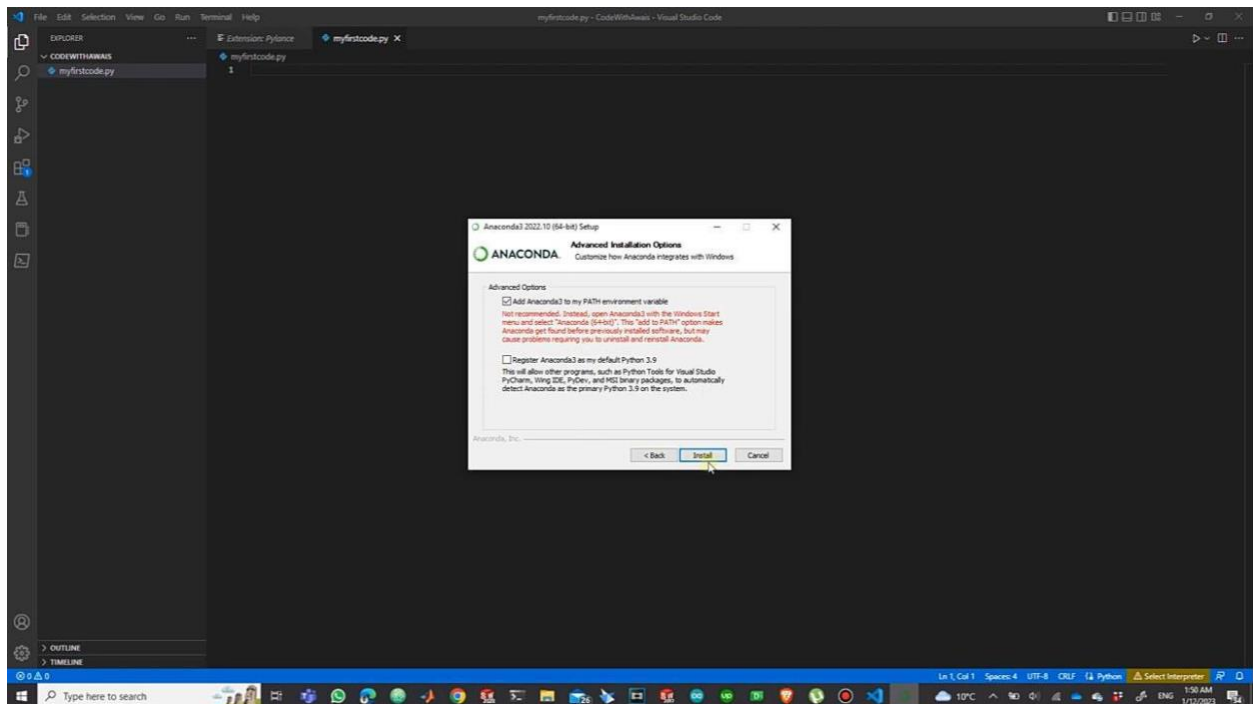 File Edit Selection View Go Run Terminal Help
myfirstcode.py - CodeWithAwais - Visual Studio Code
EXPLORER
Extension: Pylance
myfirstcode.py
CODEWITHAWAIS
myfirstcode.py
myfirstcode.py
1
Anaconda3 2022.10 (64-bit) Setup
ANACONDA.
Advanced Installation Options
Customize how Anaconda integrates with Windows
Advanced Options
Add Anaconda3 to my PATH environment variable
Not recommended. Instead, open Anaconda3 with the Windows Start
menu and select "Anaconda (64-bit)". This "add to PATH" option makes
Anaconda get found before previously installed software, but may
cause problems requiring you to uninstall and reinstall Anaconda.
Register Anaconda3 as my default Python 3.9
This will allow other programs, such as Python Tools for Visual Studio
PyCharm, Wing IDE, PyDev, and MSI binary packages, to automatically
detect Anaconda as the primary Python 3.9 on the system.
Anaconda, Inc.
< Back Install Cancel
OUTLINE
TIMELINE
0 0
Ln 1, Col 1 Spaces: 4 UTF-8 CRLF Python Select Interpreter
Type here to search
10°C ENG 1:50 AM
1/12/2023